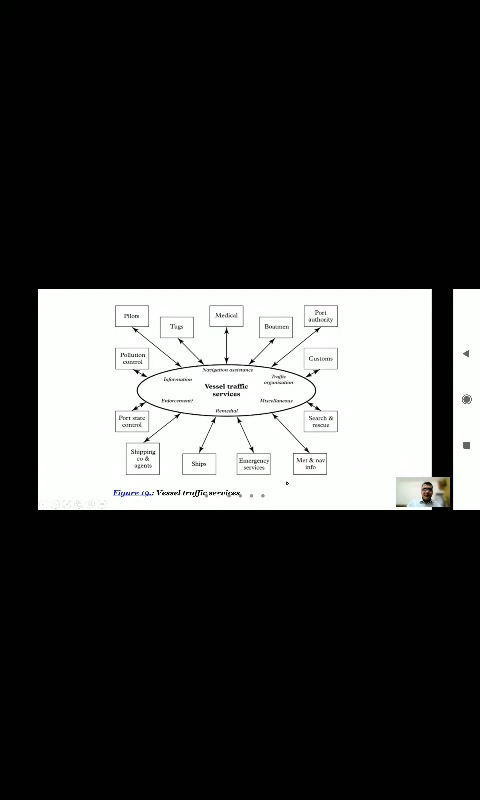 Pilots
Tugs
Medical
Boatmen
Port
authority
Pollution
control
Customs
Navigation assistance
Information
Traffic
organisation
Vessel traffic
services
Enforcement?
Miscellaneous
Remedial
Port state
control
Search &
rescue
Shipping
co &
agents
Ships
Emergency
services
Met & nav
info
Figure 19.: Vessel traffic services